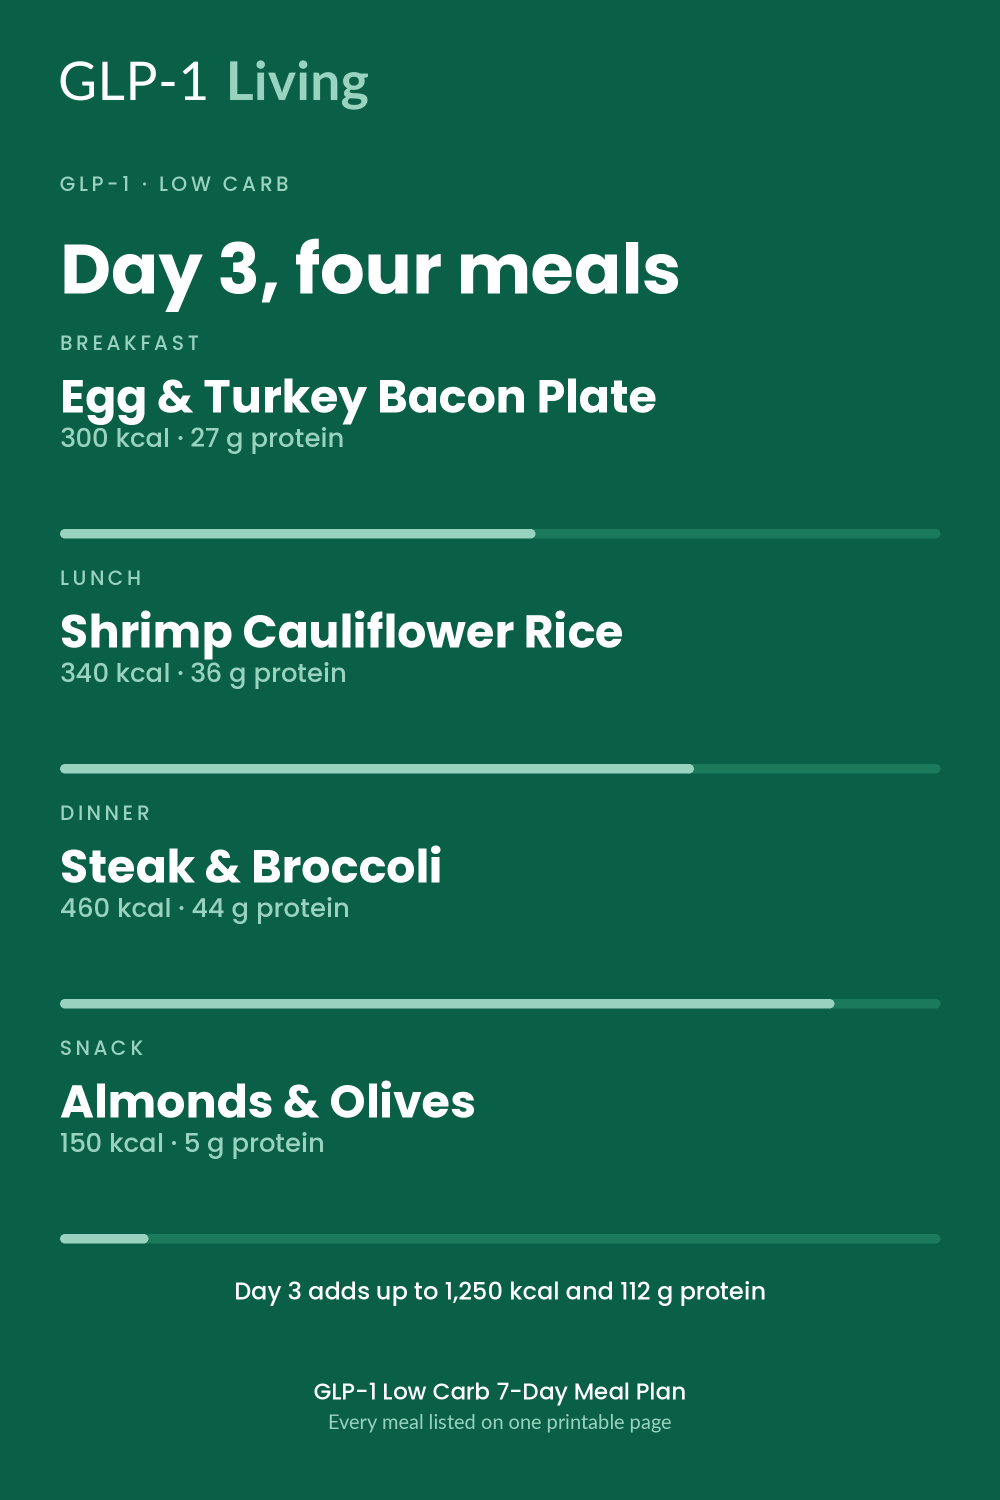 GLP-1 Living
GLP-1 · LOW CARB
Day 3, four meals
BREAKFAST
Egg & Turkey Bacon Plate
300 kcal · 27 g protein
LUNCH
Shrimp Cauliflower Rice
340 kcal · 36 g protein
DINNER
Steak & Broccoli
460 kcal · 44 g protein
SNACK
Almonds & Olives
150 kcal · 5 g protein
Day 3 adds up to 1,250 kcal and 112 g protein
GLP-1 Low Carb 7-Day Meal Plan
Every meal listed on one printable page